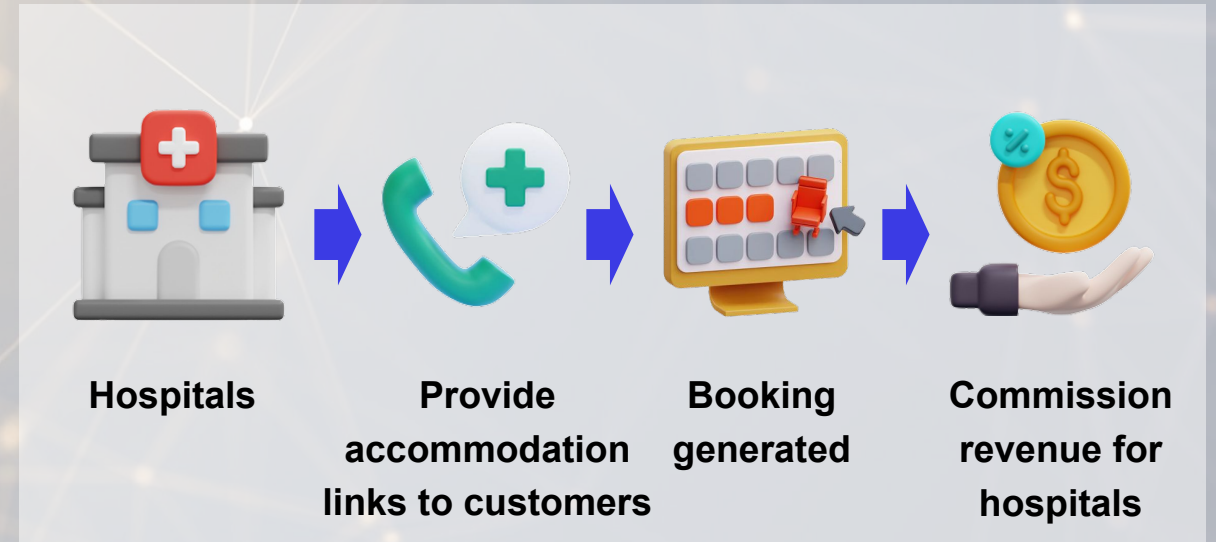 Hospitals
Provide
accommodation
links to customers
Booking
generated
Commission
revenue for
hospitals